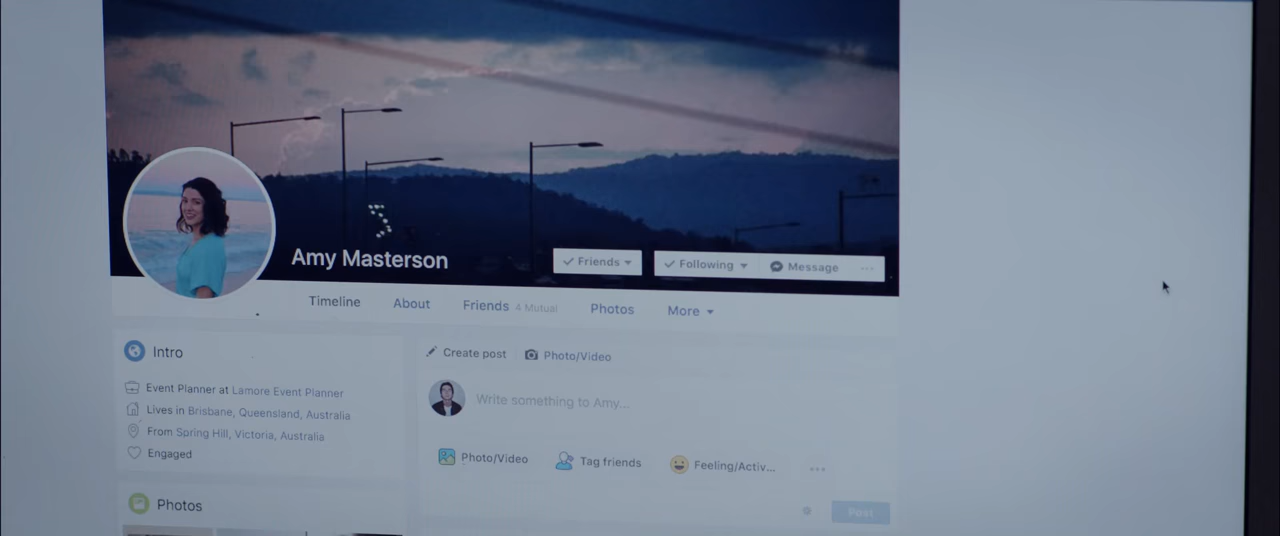 Amy Masterson
Friends
Following
Message
Timeline
About
Friends 4 Mutual
Photos
More
Intro
Event Planner at Lamore Event Planner
Lives in Brisbane, Queensland, Australia
From Spring Hill, Victoria, Australia
Engaged
Photos
Create post
Photo/Video
Write something to Amy...
Photo/Video
Tag friends
Feeling/Activ...
Post